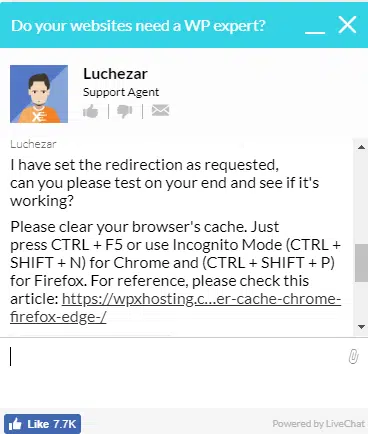 Do your websites need a WP expert?
Luchezar
Support Agent
Luchezar
I have set the redirection as requested,
can you please test on your end and see if it's
working?
Please clear your browser's cache. Just
press CTRL + F5 or use Incognito Mode (CTRL +
SHIFT + N) for Chrome and (CTRL + SHIFT + P)
for Firefox. For reference, please check this
article: https://wpxhosting.c...er-cache-chrome-
firefox-edge-/
Like 7.7K
Powered by LiveChat